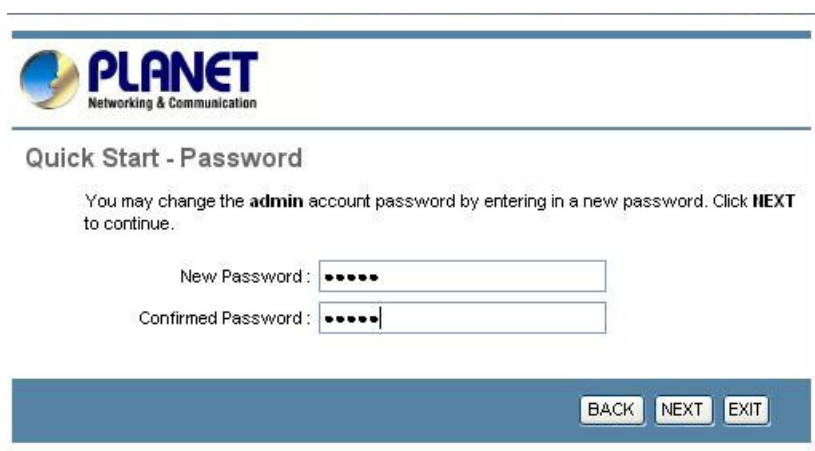 PLANET
Networking & Communication
Quick Start - Password
You may change the admin account password by entering in a new password. Click NEXT
to continue.
New Password : •••••
Confirmed Password : •••••
BACK NEXT EXIT